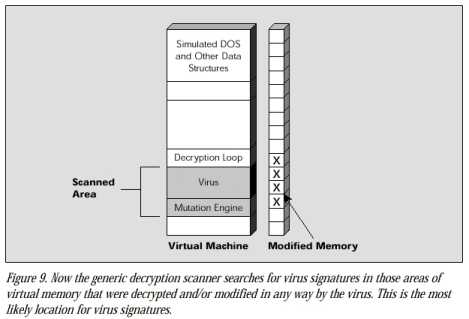 Simulated DOS
and Other Data
Structures
Decryption Loop
X
Scanned
Area
Virus
X
X
Mutation Engine
X
Virtual Machine
Modified Memory
Figure 9. Now the generic decryption scanner searches for virus signatures in those areas of
virtual memory that were decrypted and/or modified in any way by the virus. This is the most
likely location for virus signatures.